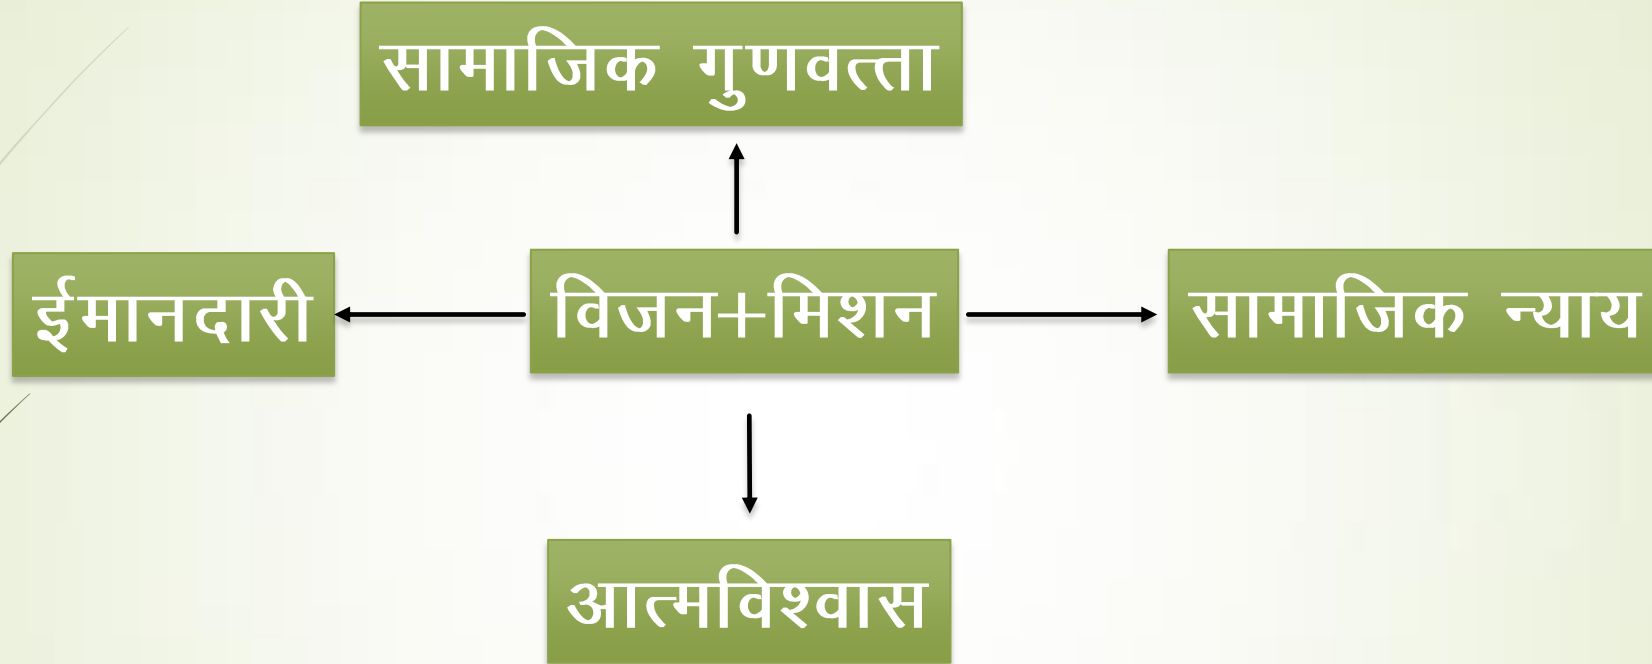 सामाजिक गुणवत्ता
ईमानदारी
विजन+मिशन
सामाजिक न्याय
आत्मविश्वास